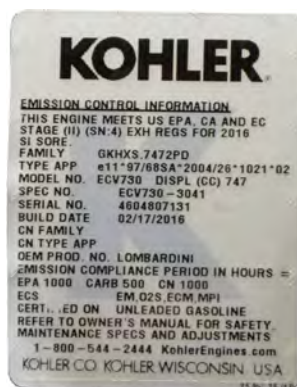 KOHLER.
EMISSION CONTROL INFORMATION
THIS ENGINE MEETS US EPA, CA AND EC
STAGE (II) (SN:4) EXH REGS FOR 2016
SI SORE.
FAMILY GKHXS.7472PD
TYPE APP e11*97/68SA*2004/26*1021*02
MODEL NO. ECV730 DISPL (CC) 747
SPEC NO. ECV730-3041
SERIAL NO. 4604807131
BUILD DATE 02/17/2016
CN FAMILY
CN TYPE APP
OEM PROD. NO. LOMBARDINI
EMISSION COMPLIANCE PERIOD IN HOURS =
EPA 1000 CARB 500 CN 1000
ECS EM,O2S,ECM,MPI
ON UNLEADED GASOLINE
REFER TO OWNER'S MANUAL FOR SAFETY,
MAINTENANCE SPECS AND ADJUSTMENTS
1-800-544-2444 KohlerEngines.com
KOHLER CO. KOHLER WISCONSIN USA